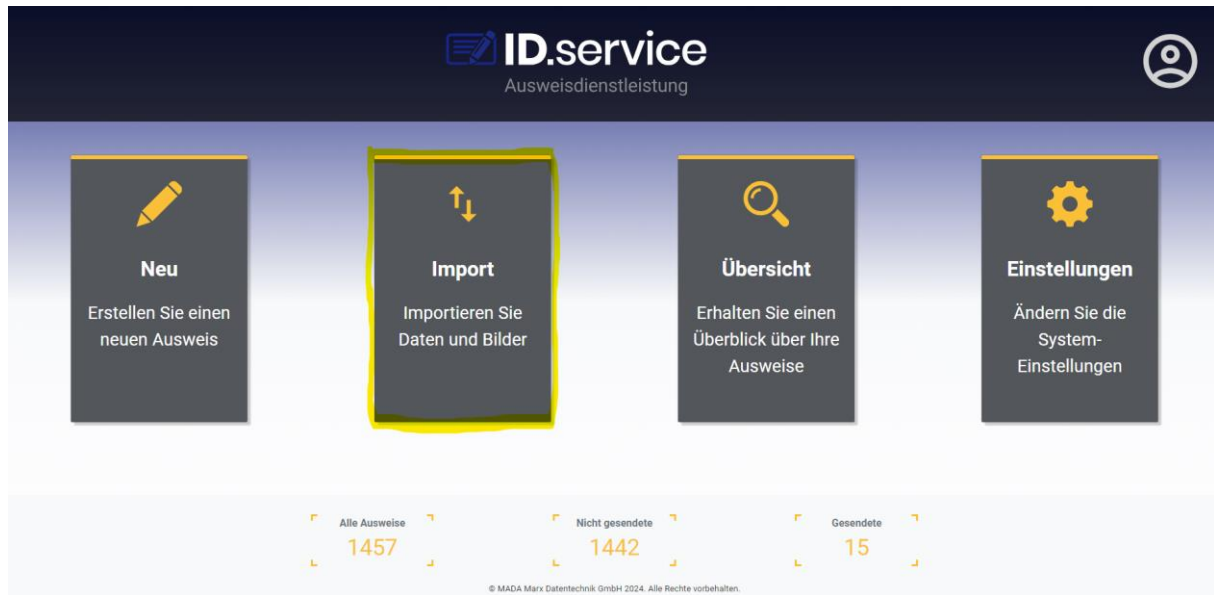 ID.service
Ausweisdienstleistung
Neu
Erstellen Sie einen
neuen Ausweis
Import
Importieren Sie
Daten und Bilder
Übersicht
Erhalten Sie einen
Überblick über Ihre
Ausweise
Einstellungen
Ändern Sie die
System-
Einstellungen
Alle Ausweise
1457
Nicht gesendete
1442
Gesendete
15
© MADA Marx Datentechnik GmbH 2024. Alle Rechte vorbehalten.